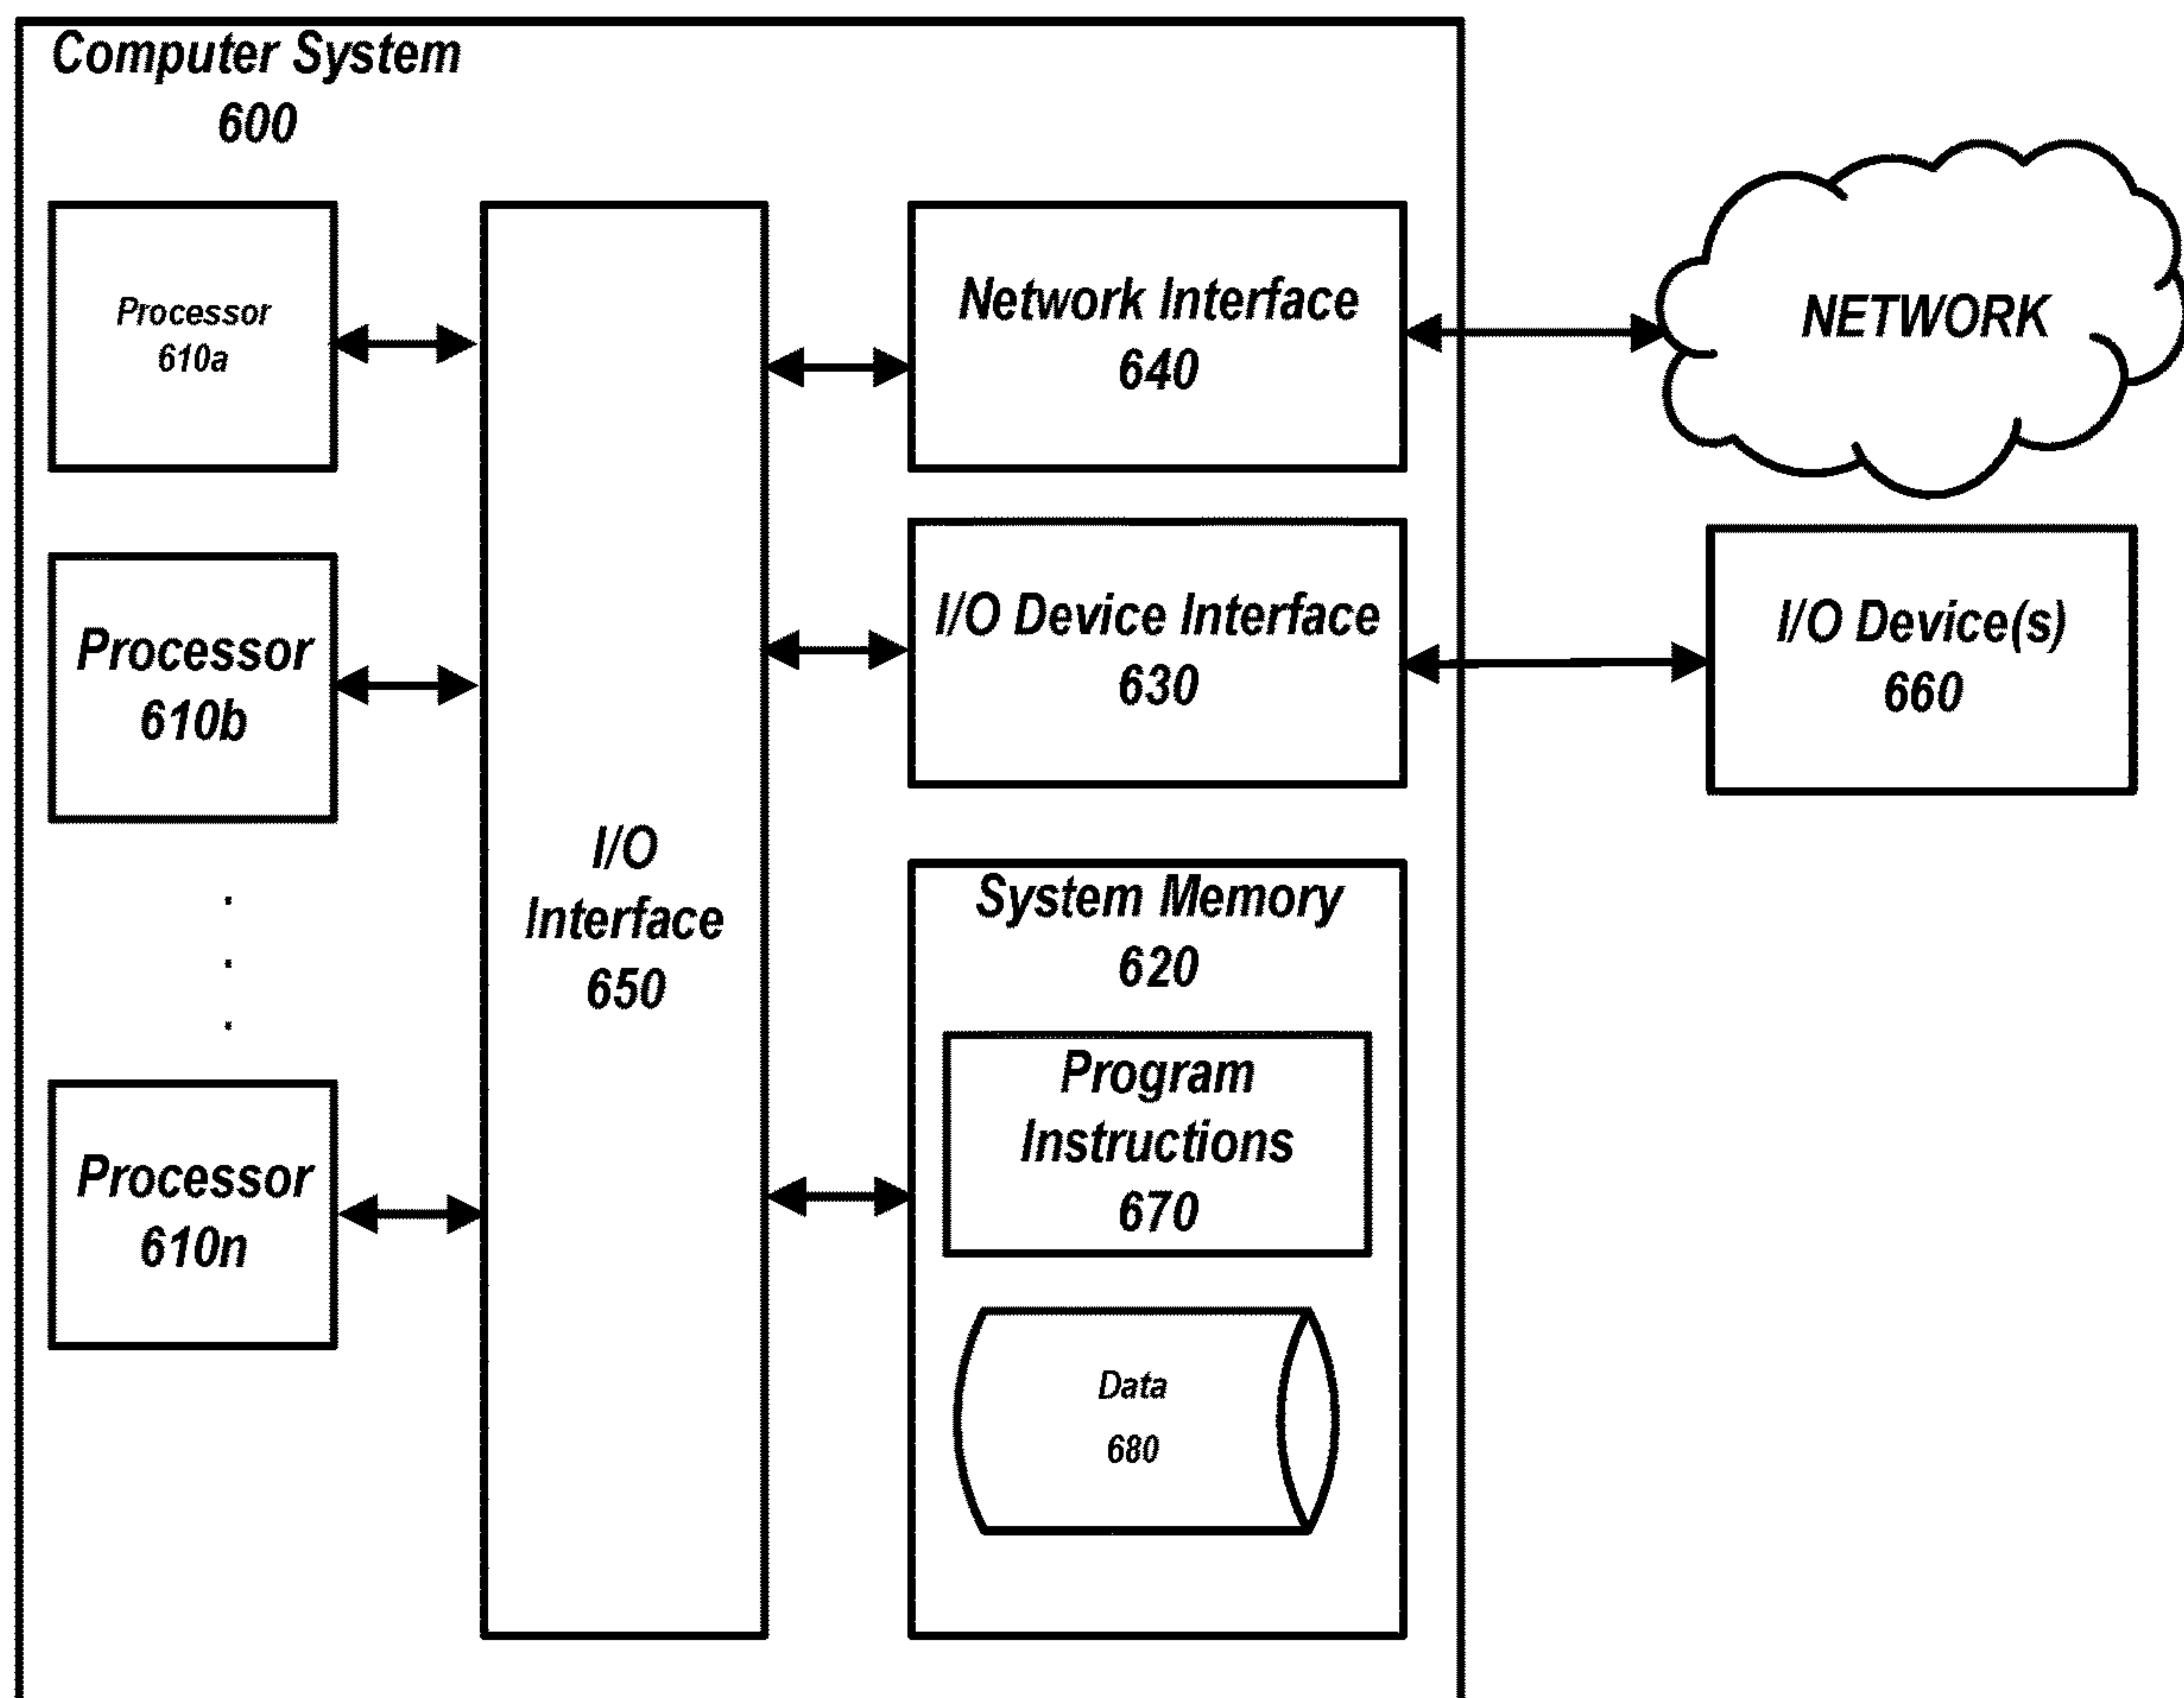 Computer System
600
Processor
610a
Processor
610b
.
.
.
Processor
610n
I/O
Interface
650
Network Interface
640
I/O Device Interface
630
System Memory
620
Program
Instructions
670
Data
680
NETWORK
I/O Device(s)
660